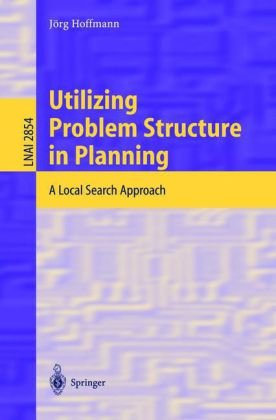 Jörg Hoffmann
LNAI 2854
Utilizing
Problem Structure
in Planning
A Local Search Approach
Springer